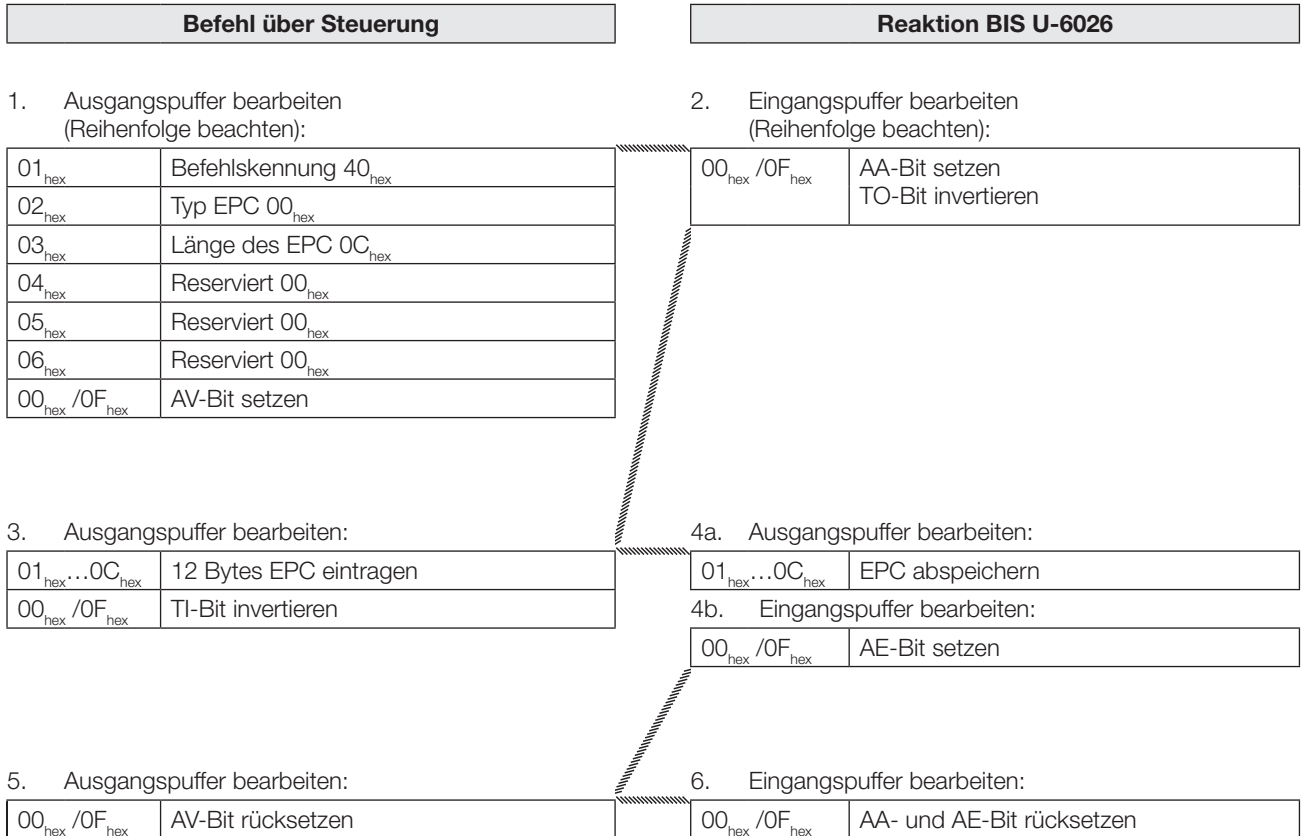 Befehl über Steuerung
Reaktion BIS U-6026
1. Ausgangspuffer bearbeiten
(Reihenfolge beachten):
01hex Befehlskennung 40hex
02hex Typ EPC 00hex
03hex Länge des EPC 0Chex
04hex Reserviert 00hex
05hex Reserviert 00hex
06hex Reserviert 00hex
00hex /0Fhex AV-Bit setzen
2. Eingangspuffer bearbeiten
(Reihenfolge beachten):
00hex /0Fhex AA-Bit setzen
TO-Bit invertieren
3. Ausgangspuffer bearbeiten:
01hex…0Chex 12 Bytes EPC eintragen
00hex /0Fhex TI-Bit invertieren
4a. Ausgangspuffer bearbeiten:
01hex…0Chex EPC abspeichern
4b. Eingangspuffer bearbeiten:
00hex /0Fhex AE-Bit setzen
5. Ausgangspuffer bearbeiten:
00hex /0Fhex AV-Bit rücksetzen
6. Eingangspuffer bearbeiten:
00hex /0Fhex AA- und AE-Bit rücksetzen